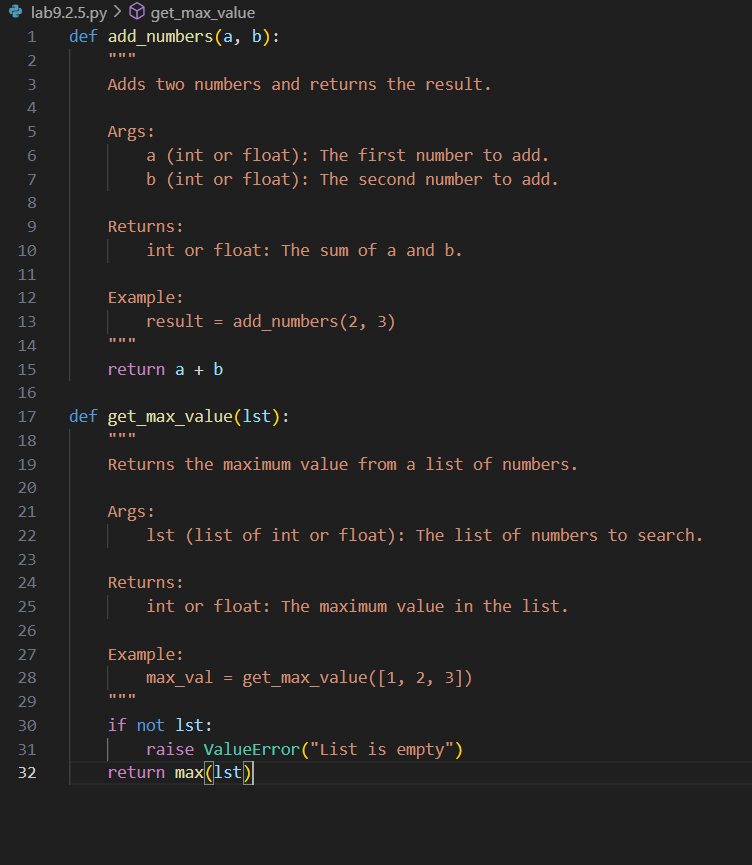 lab9.2.5.py > get_max_value
1 def add_numbers(a, b):
2     """
3     Adds two numbers and returns the result.
4
5     Args:
6         a (int or float): The first number to add.
7         b (int or float): The second number to add.
8
9     Returns:
10         int or float: The sum of a and b.
11
12     Example:
13         result = add_numbers(2, 3)
14     """
15     return a + b
16
17 def get_max_value(lst):
18     """
19     Returns the maximum value from a list of numbers.
20
21     Args:
22         lst (list of int or float): The list of numbers to search.
23
24     Returns:
25         int or float: The maximum value in the list.
26
27     Example:
28         max_val = get_max_value([1, 2, 3])
29     """
30     if not lst:
31         raise ValueError("List is empty")
32     return max(lst)